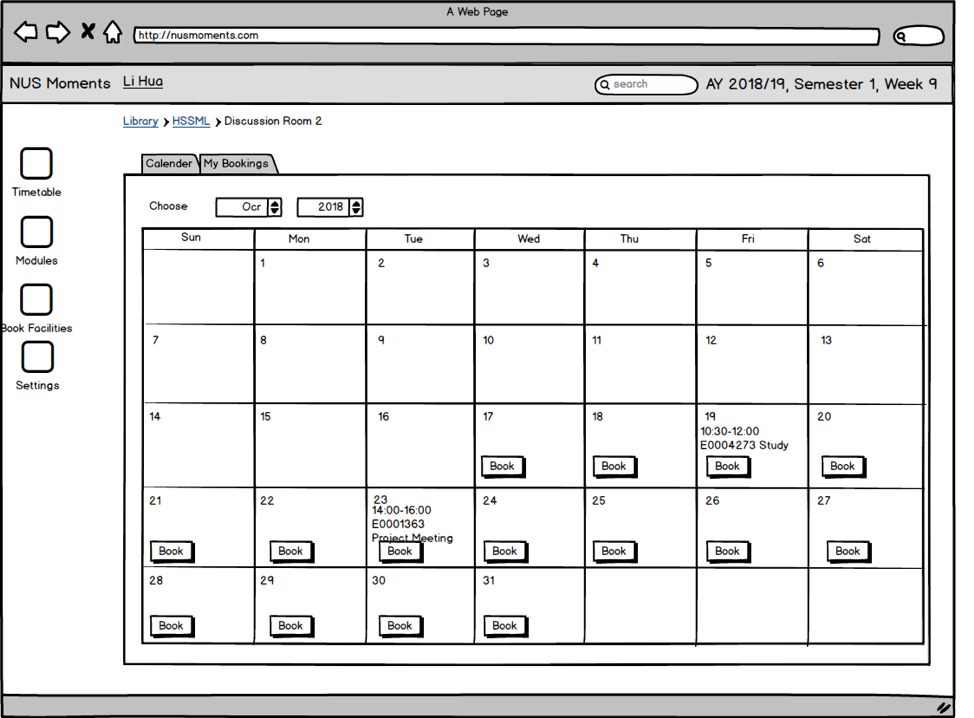 A Web Page
http://nusmoments.com
NUS Moments Li Hua search AY 2018/19, Semester 1, Week 9
Library HSSML Discussion Room 2
Timetable
Modules
Book Facilities
Settings
Calender My Bookings
Choose Ocr 2018
Sun Mon Tue Wed Thu Fri Sat
1 2 3 4 5 6
7 8 9 10 11 12 13
14 15 16 17 18 19 20
10:30-12:00
E0004273 Study
Book Book Book Book
21 22 23 24 25 26 27
14:00-16:00
E0001363
Project Meeting
Book Book Book Book Book Book Book
28 29 30 31
Book Book Book Book